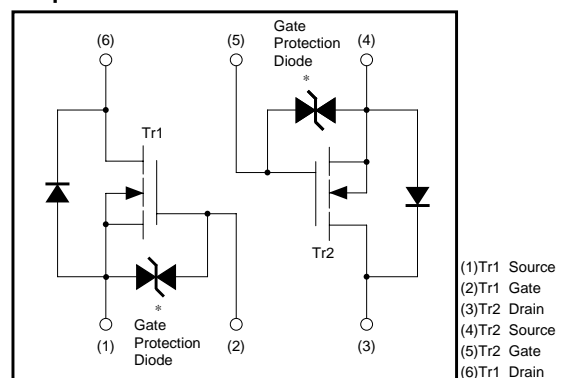 (6)
(5)
Gate
Protection
Diode
(4)
*
Tr1
Tr2
*
Gate
Protection
Diode
(1)
(2)
(3)
(1)Tr1 Source
(2)Tr1 Gate
(3)Tr2 Drain
(4)Tr2 Source
(5)Tr2 Gate
(6)Tr1 Drain